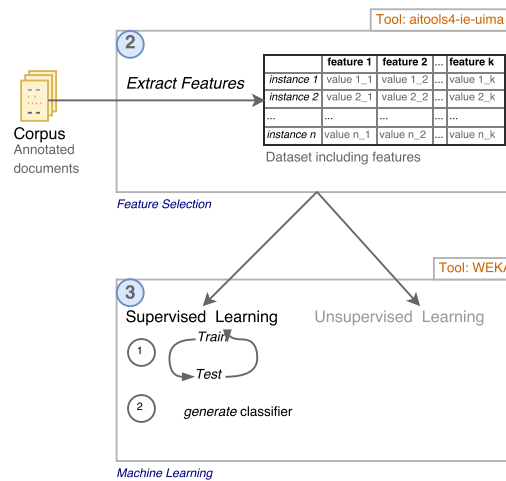 Tool: aitools4-ie-uima
2
Extract Features
feature 1 feature 2 ... feature k
instance 1 value 1_1 value 1_2 ... value 1_k
instance 2 value 2_1 value 2_2 ... value 2_k
... ... ... ... ...
instance n value n_1 value n_2 ... value n_k
Dataset including features
Corpus
Annotated
documents
Feature Selection
Tool: WEKA
3
Supervised Learning
Unsupervised Learning
1
Train
Test
2
generate classifier
Machine Learning